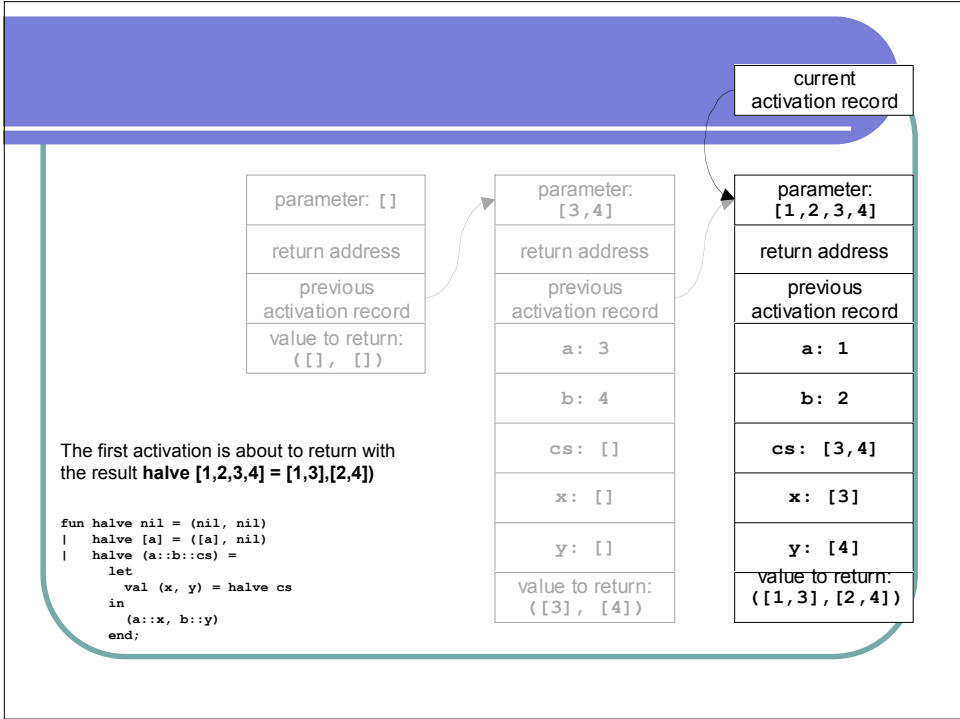 current
activation record
parameter: []
return address
previous
activation record
value to return:
([], [])
parameter:
[3,4]
return address
previous
activation record
a: 3
b: 4
cs: []
x: []
y: []
value to return:
([3], [4])
parameter:
[1,2,3,4]
return address
previous
activation record
a: 1
b: 2
cs: [3,4]
x: [3]
y: [4]
value to return:
([1,3],[2,4])
The first activation is about to return with
the result halve [1,2,3,4] = [1,3],[2,4])
fun halve nil = (nil, nil)
|   halve [a] = ([a], nil)
|   halve (a::b::cs) =
      let
        val (x, y) = halve cs
      in
        (a::x, b::y)
      end;